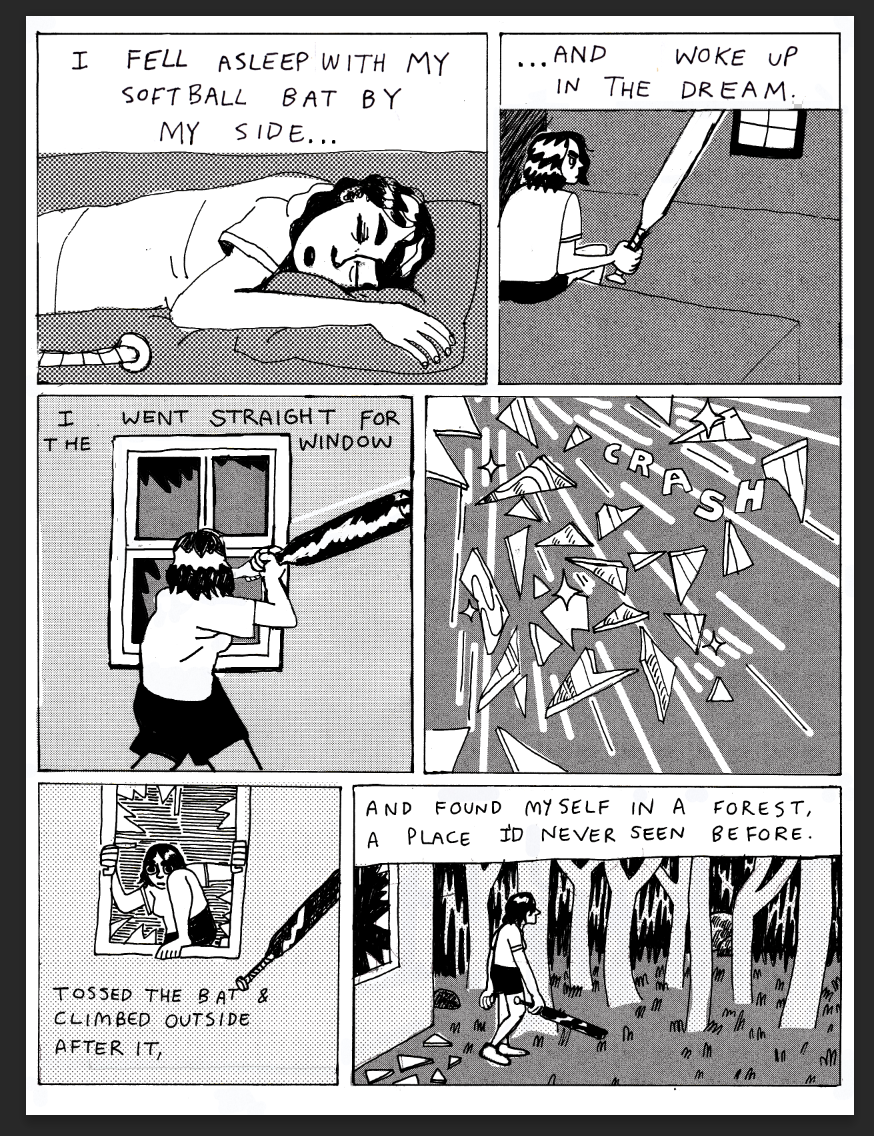 I FELL ASLEEP WITH MY
SOFTBALL BAT BY
MY SIDE...
...AND WOKE UP
IN THE DREAM.
I WENT STRAIGHT FOR
THE WINDOW
CRASH
TOSSED THE BAT &
CLIMBED OUTSIDE
AFTER IT,
AND FOUND MYSELF IN A FOREST,
A PLACE I'D NEVER SEEN BEFORE.